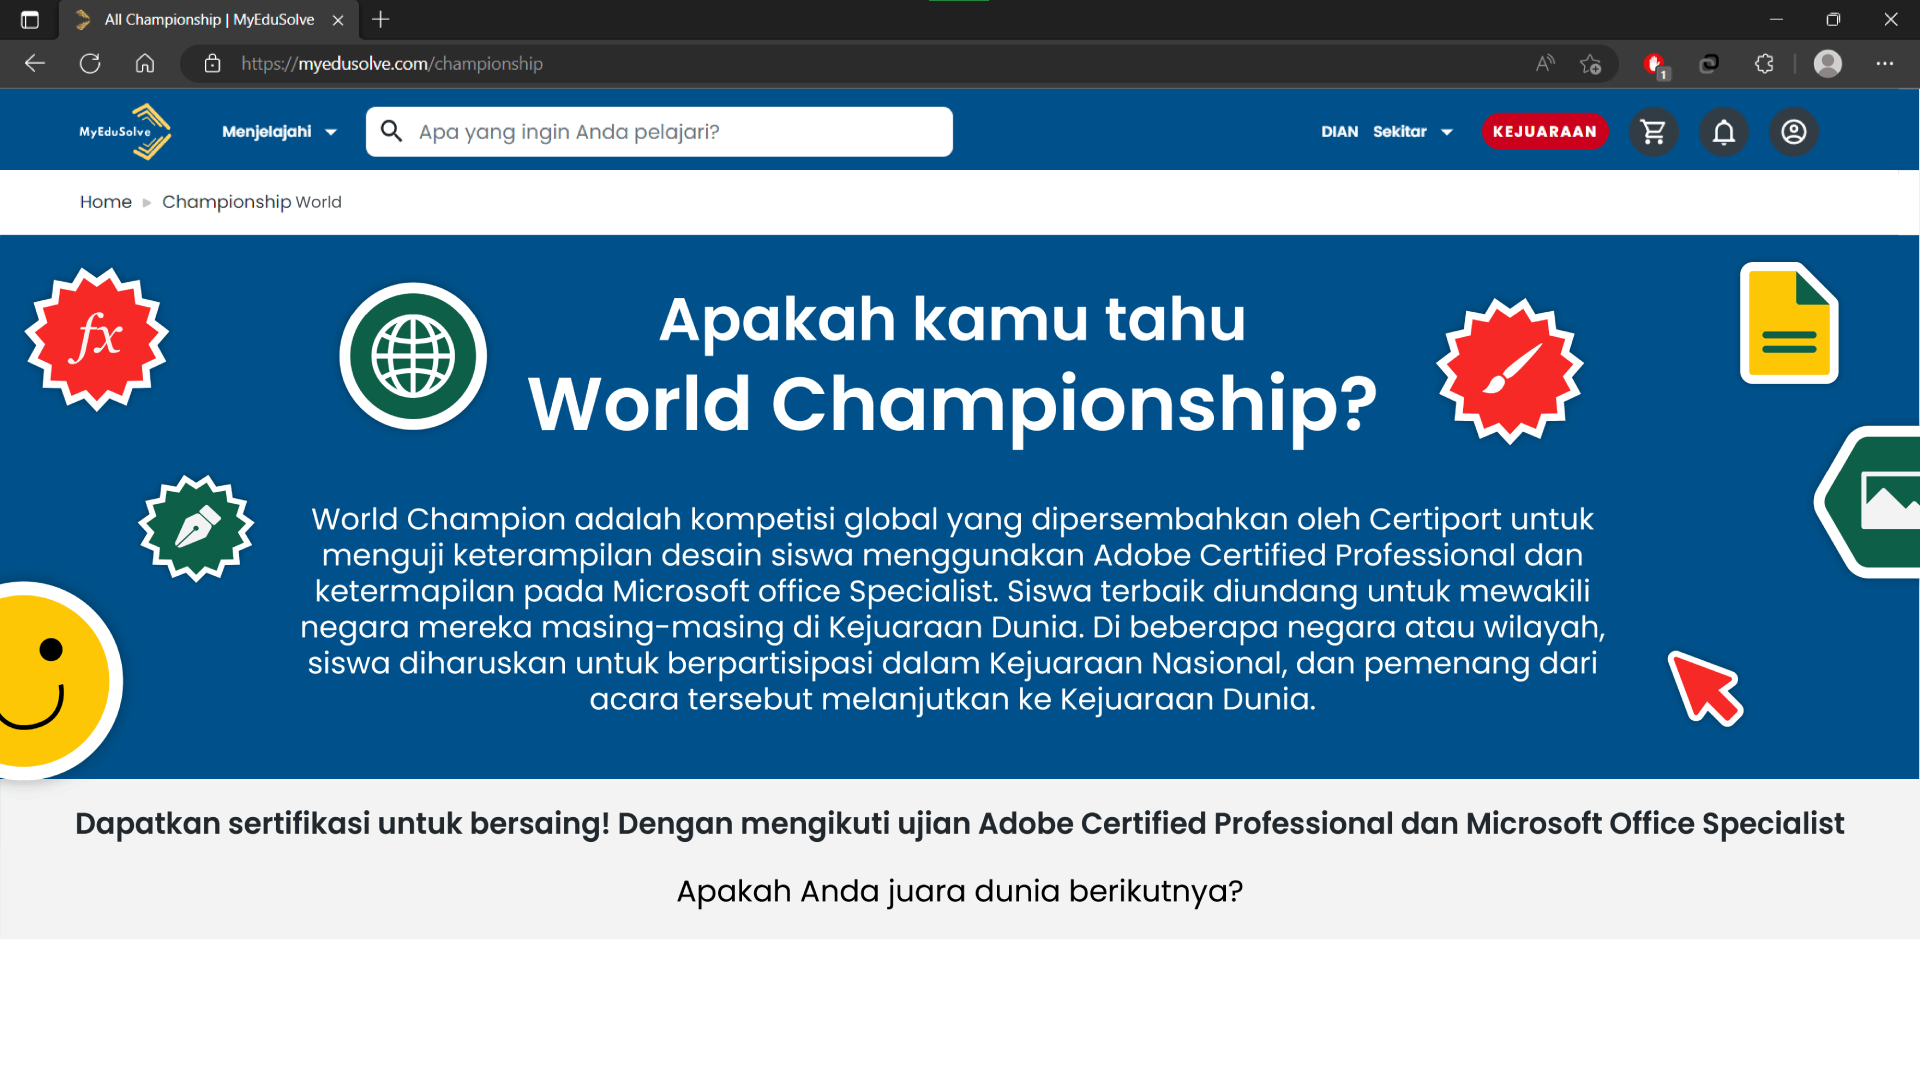 All Championship | MyEduSolve
https://myedusolve.com/championship
1
MyEduSolve
Menjelajahi
Apa yang ingin Anda pelajari?
DIAN Sekitar
KEJUARAAN
Home Championship World
fx
Apakah kamu tahu
World Championship?
World Champion adalah kompetisi global yang dipersembahkan oleh Certiport untuk
menguji keterampilan desain siswa menggunakan Adobe Certified Professional dan
ketermapilan pada Microsoft office Specialist. Siswa terbaik diundang untuk mewakili
negara mereka masing-masing di Kejuaraan Dunia. Di beberapa negara atau wilayah,
siswa diharuskan untuk berpartisipasi dalam Kejuaraan Nasional, dan pemenang dari
acara tersebut melanjutkan ke Kejuaraan Dunia.
Dapatkan sertifikasi untuk bersaing! Dengan mengikuti ujian Adobe Certified Professional dan Microsoft Office Specialist
Apakah Anda juara dunia berikutnya?